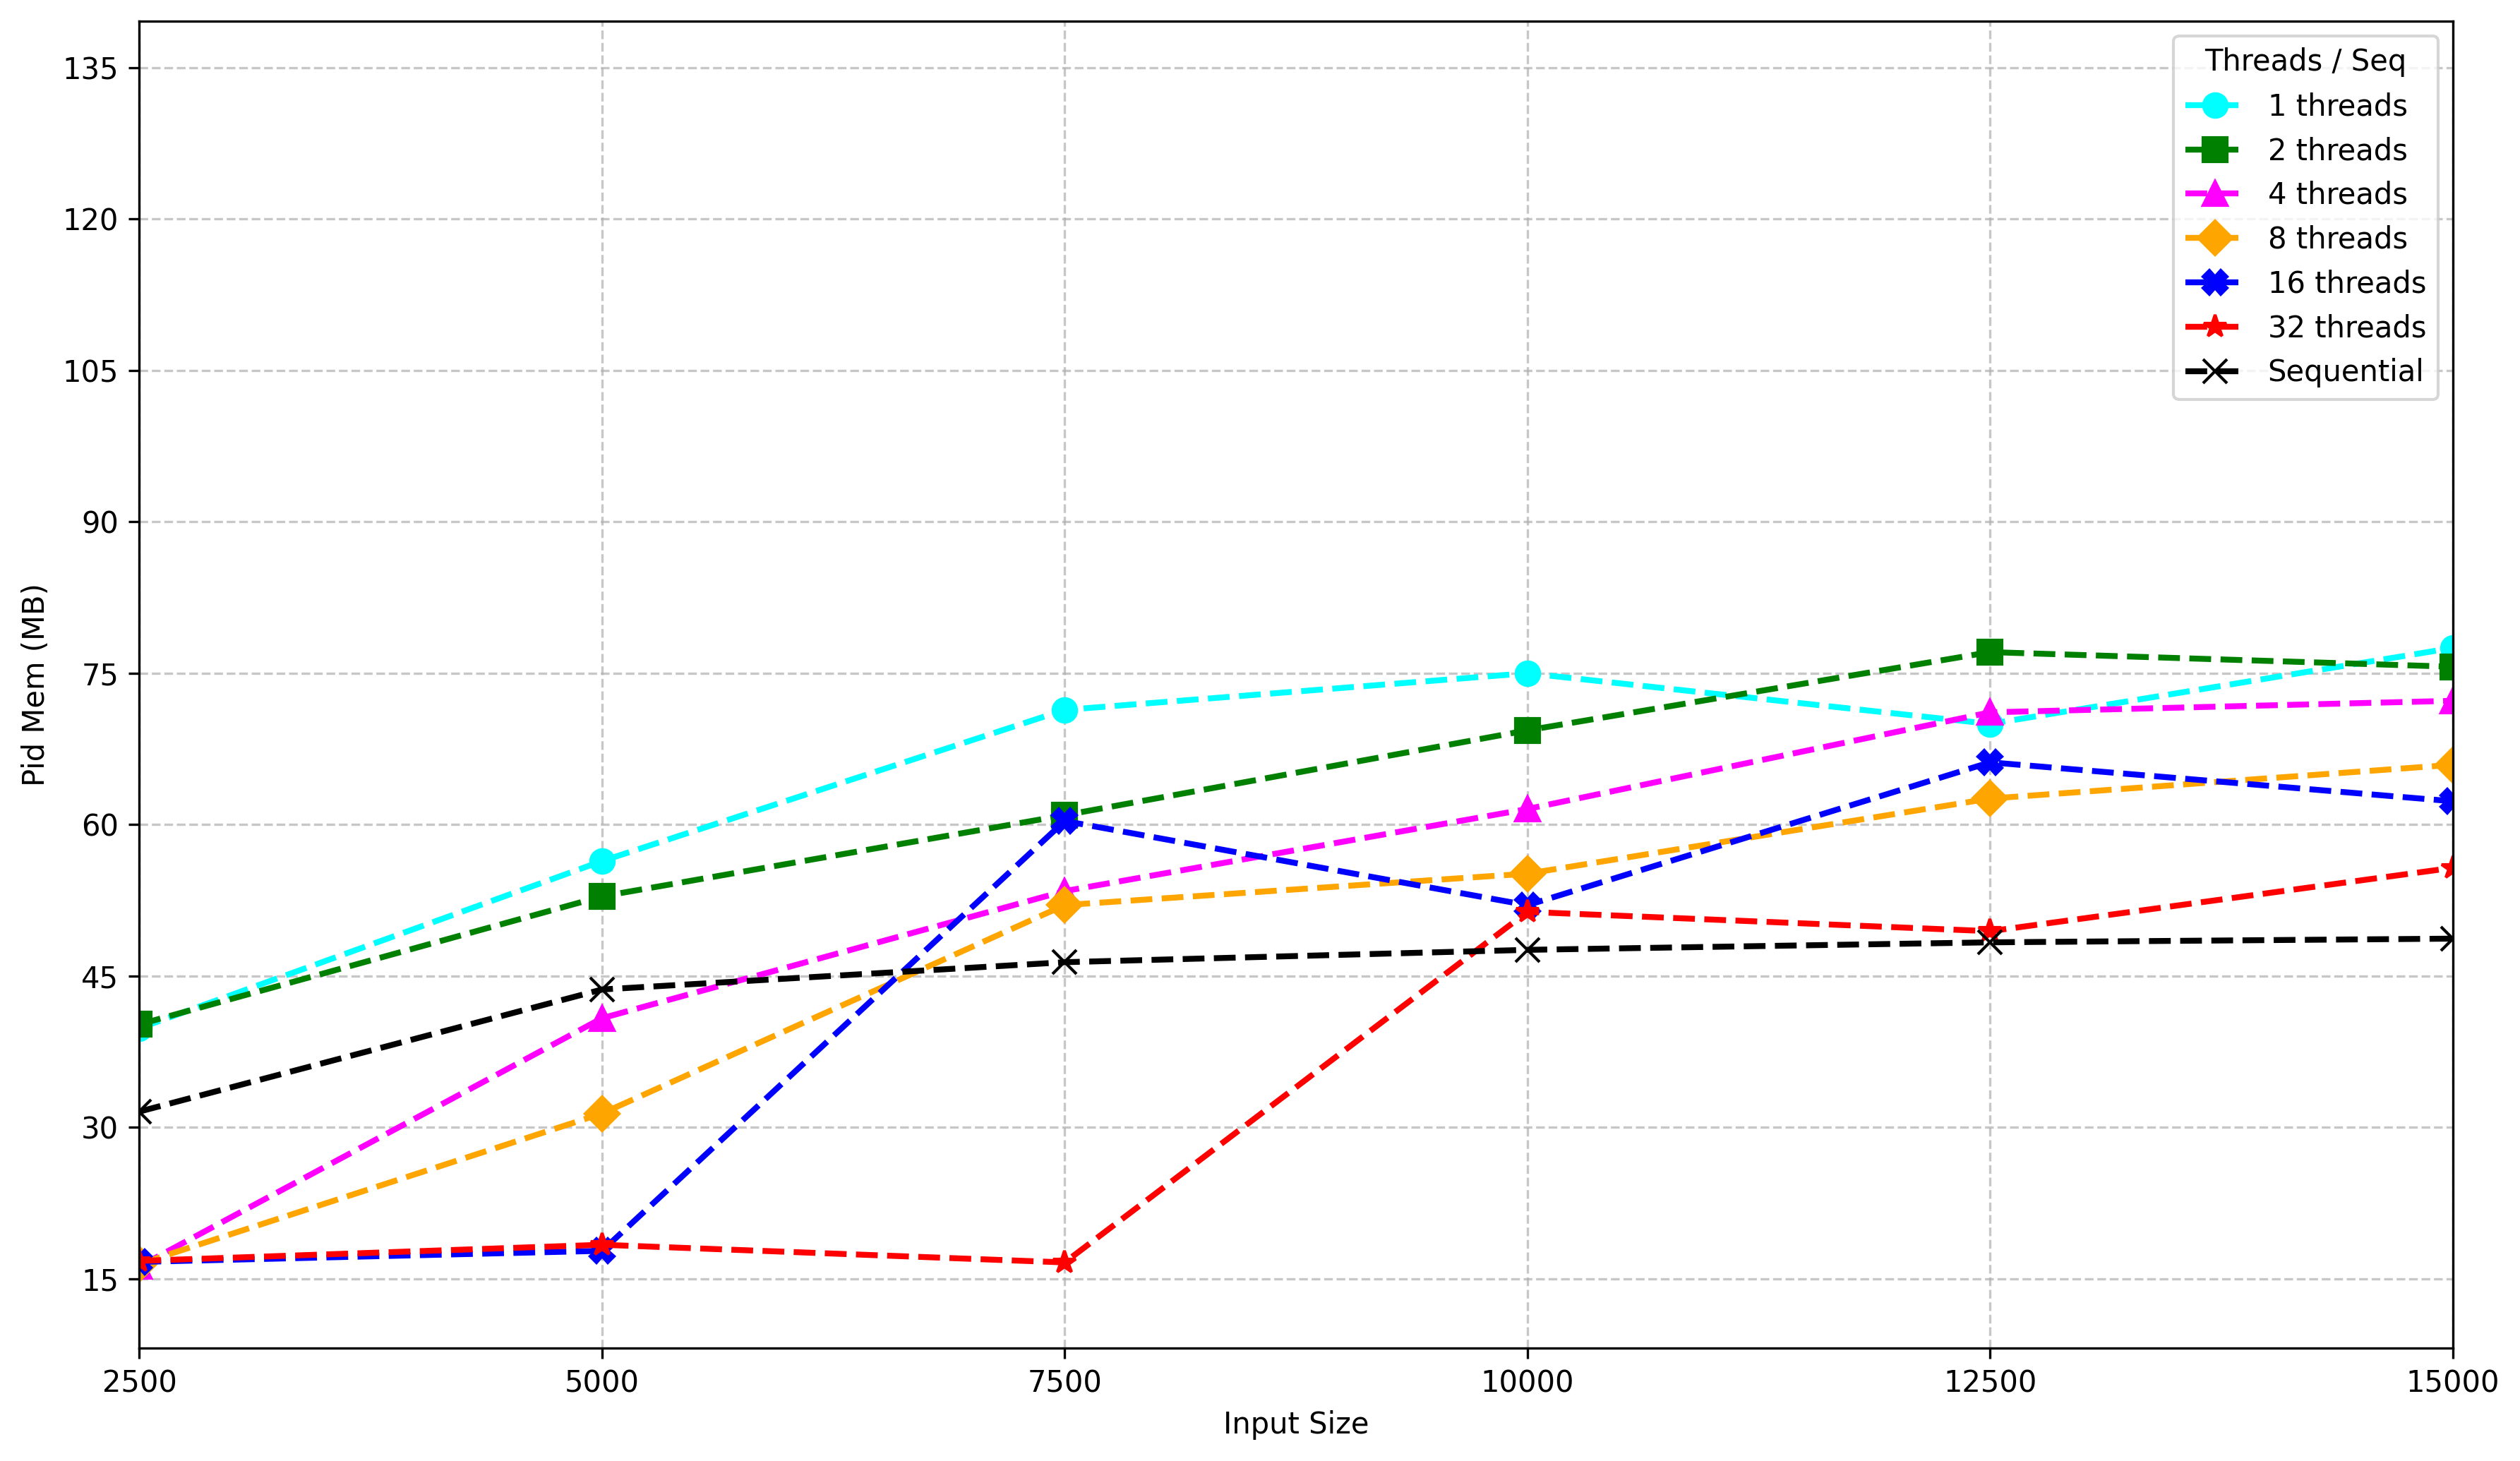 135
120
105
90
75
60
45
30
15
Pid Mem (MB)
2500 5000 7500 10000 12500 15000
Input Size
Threads / Seq
1 threads
2 threads
4 threads
8 threads
16 threads
32 threads
Sequential